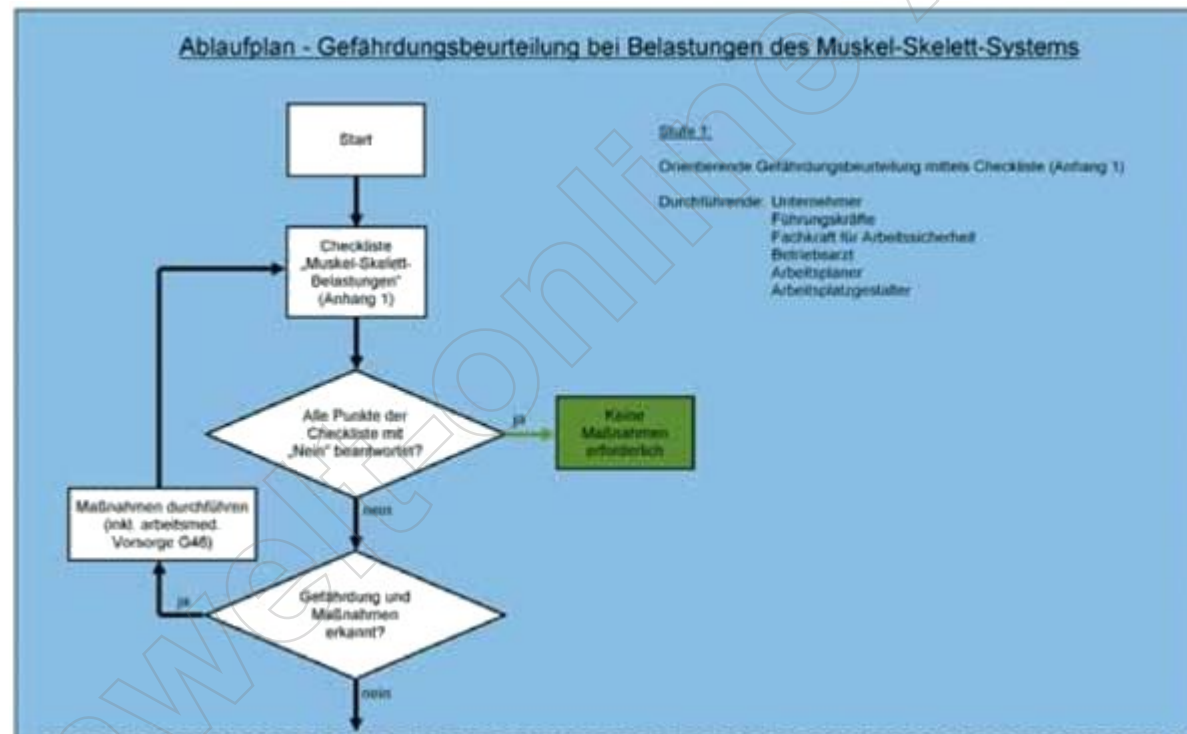 Ablaufplan - Gefährdungsbeurteilung bei Belastungen des Muskel-Skelett-Systems
Start
Stufe 1:
Orientierende Gefährdungsbeurteilung mittels Checkliste (Anhang 1)
Durchführende: Unternehmer
Führungskräfte
Fachkraft für Arbeitssicherheit
Betriebsarzt
Arbeitsplaner
Arbeitsplatzgestalter
Checkliste
„Muskel-Skelett-
Belastungen"
(Anhang 1)
Alle Punkte der
Checkliste mit
„Nein" beantwortet?
ja
Keine
Maßnahmen
erforderlich
nein
Maßnahmen durchführen
(inkl. arbeitsmed.
Vorsorge G46)
Gefährdung und
Maßnahmen
erkannt?
ja
nein
welt-online